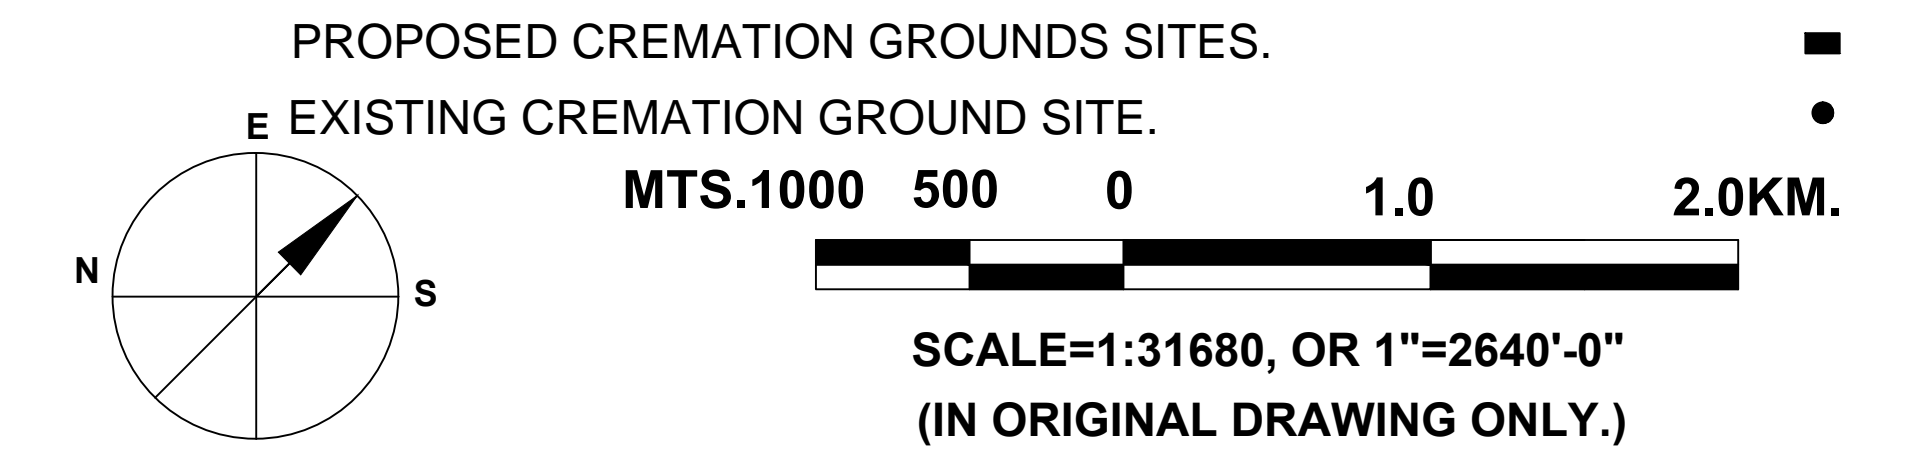 PROPOSED CREMATION GROUNDS SITES.
EXISTING CREMATION GROUND SITE.
E
N
S
MTS.1000 500 0 1.0 2.0KM.
SCALE=1:31680, OR 1"=2640'-0"
(IN ORIGINAL DRAWING ONLY.)